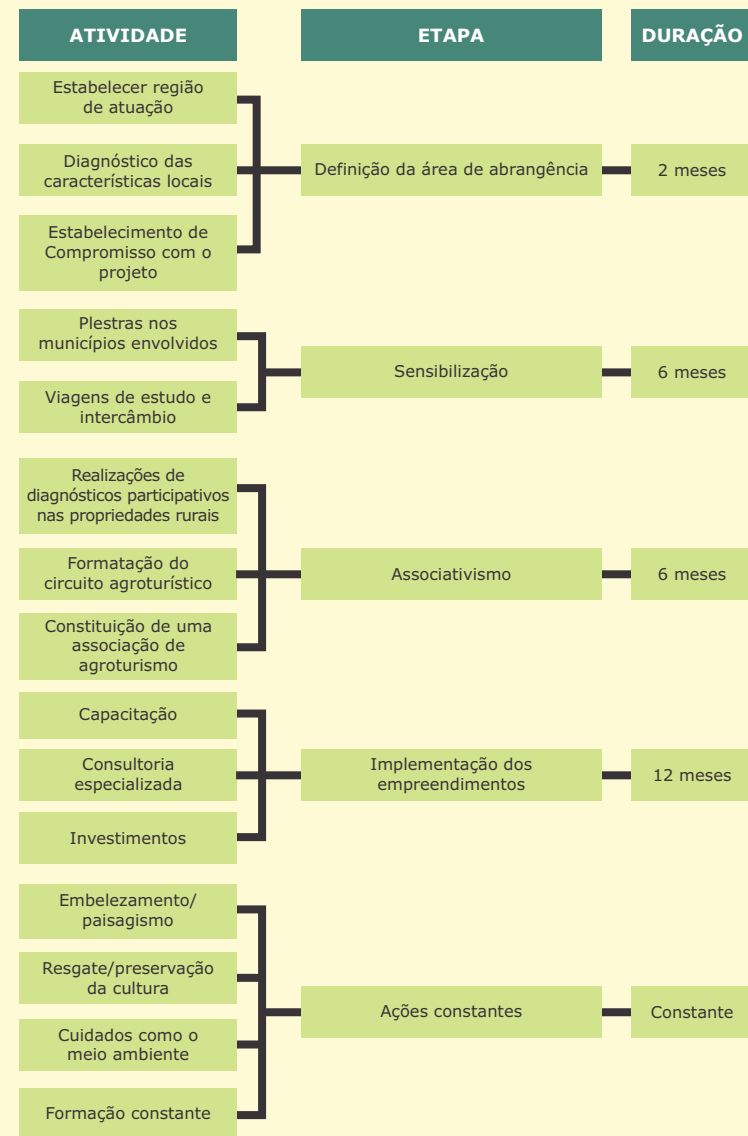 ATIVIDADE
ETAPA
DURAÇÃO
Estabelecer região
de atuação
Diagnóstico das
características locais
Estabelecimento de
Compromisso com o
projeto
Definição da área de abrangência
2 meses
Plestras nos
municípios envolvidos
Viagens de estudo e
intercâmbio
Sensibilização
6 meses
Realizações de
diagnósticos participativos
nas propriedades rurais
Formatação do
circuito agroturístico
Constituição de uma
associação de
agroturismo
Associativismo
6 meses
Capacitação
Consultoria
especializada
Investimentos
Implementação dos
empreendimentos
12 meses
Embelezamento/
paisagismo
Resgate/preservação
da cultura
Cuidados como o
meio ambiente
Formação constante
Ações constantes
Constante